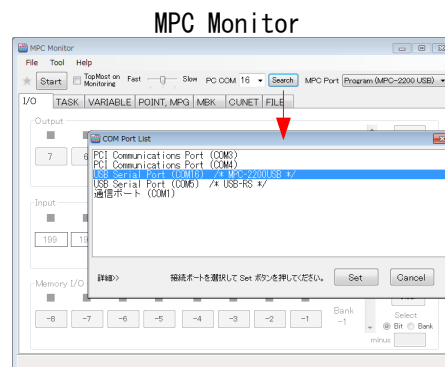 MPC Monitor
MPC Monitor
File Tool Help
Start TopMost on Monitoring Fast Slow PC COM 16 Search MPC Port Program (MPC-2200 USB)
I/O TASK VARIABLE POINT, MPG MBK CUNET FILE
Output
7
COM Port List
PCI Communications Port (COM3)
PCI Communications Port (COM4)
USB Serial Port (COM16) /* MPC-2200USB */
USB Serial Port (COM5) /* USB-RS */
通信ポート (COM1)
Input
199
詳細>> 接続ポートを選択して Set ボタンを押してください。 Set Cancel
Memory I/O
-8 -7 -6 -5 -4 -3 -2 -1 Bank -1
Select
Bit Bank
minus